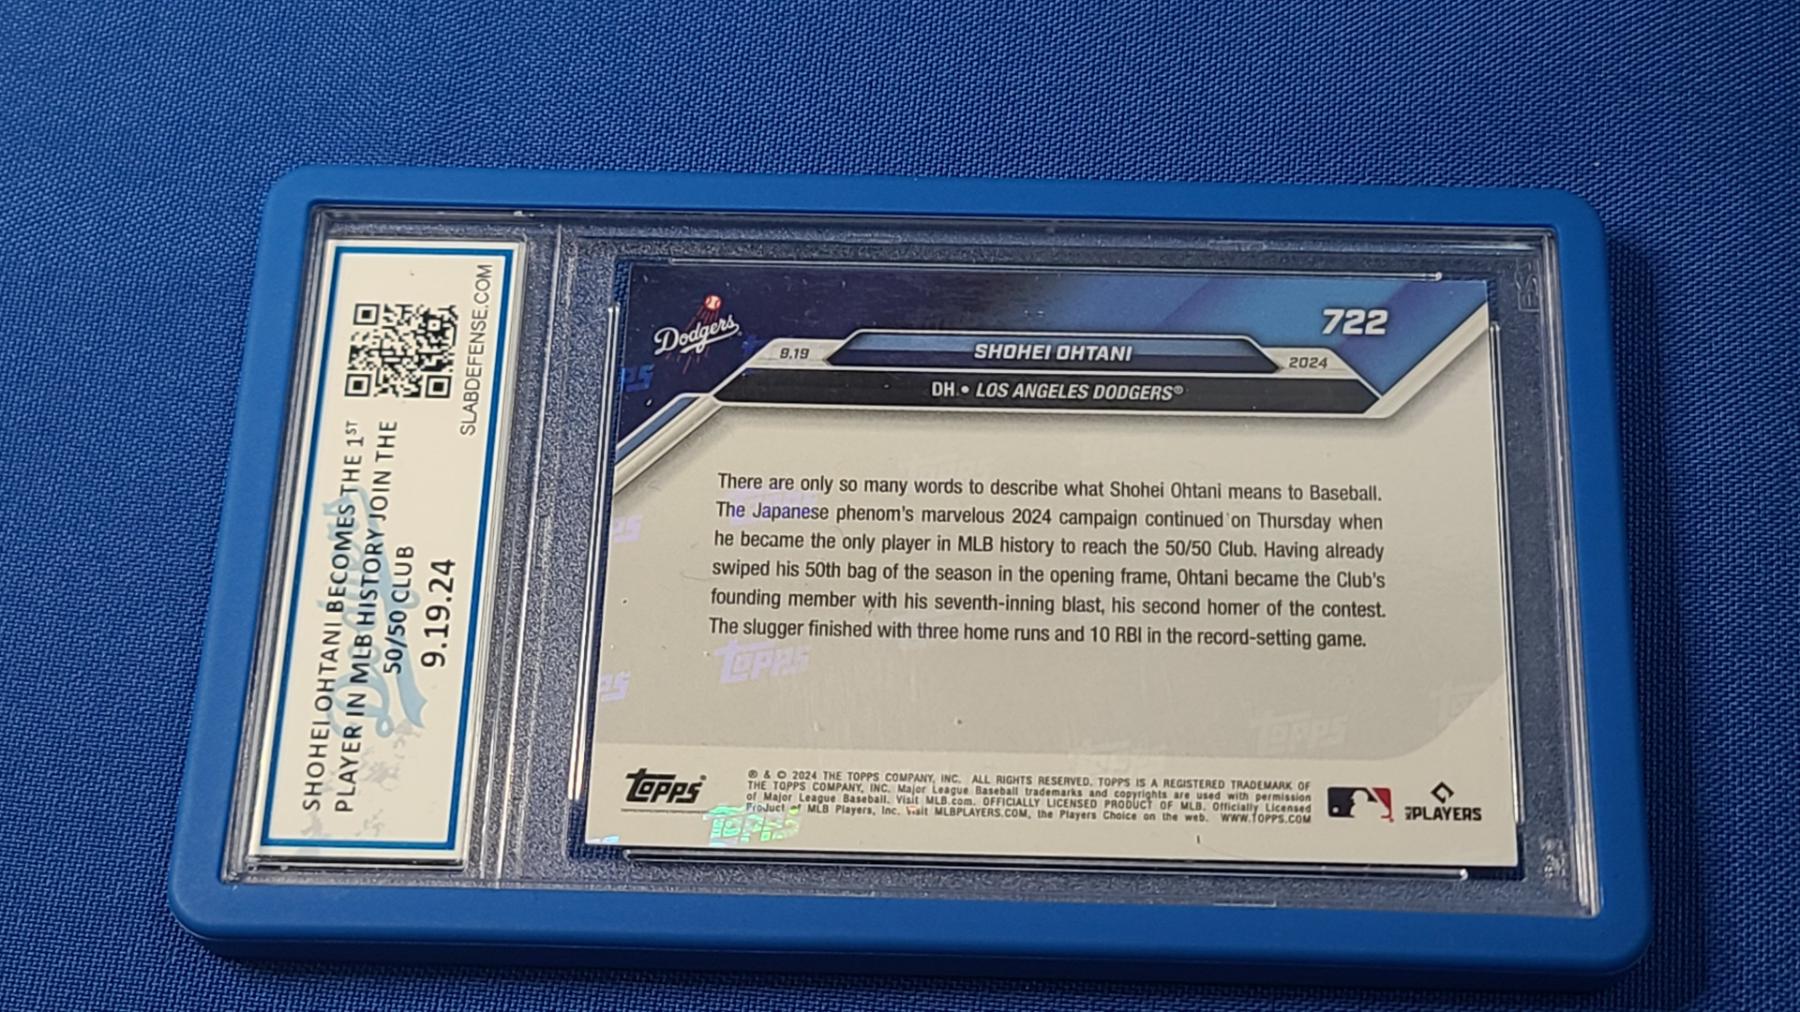 SHOHEI OHTANI BECOMES THE 1ST
PLAYER IN MLB HISTORY JOIN THE
50/50 CLUB
9.19.24
SLABDEFENSE.COM
Dodgers
722
9.19
SHOHEI OHTANI
2024
DH • LOS ANGELES DODGERS®
There are only so many words to describe what Shohei Ohtani means to Baseball.
The Japanese phenom's marvelous 2024 campaign continued on Thursday when
he became the only player in MLB history to reach the 50/50 Club. Having already
swiped his 50th bag of the season in the opening frame, Ohtani became the Club's
founding member with his seventh-inning blast, his second homer of the contest.
The slugger finished with three home runs and 10 RBI in the record-setting game.
Topps
Topps
Topps
Topps®
® & © 2024 THE TOPPS COMPANY, INC. ALL RIGHTS RESERVED. TOPPS IS A REGISTERED TRADEMARK OF
THE TOPPS COMPANY, INC. Major League Baseball trademarks and copyrights are used with permission
of Major League Baseball. Visit MLB.com. OFFICIALLY LICENSED PRODUCT OF MLB. Officially Licensed
Product of MLB Players, Inc. Visit MLBPLAYERS.COM, the Players Choice on the web. WWW.TOPPS.COM
MLB PLAYERS